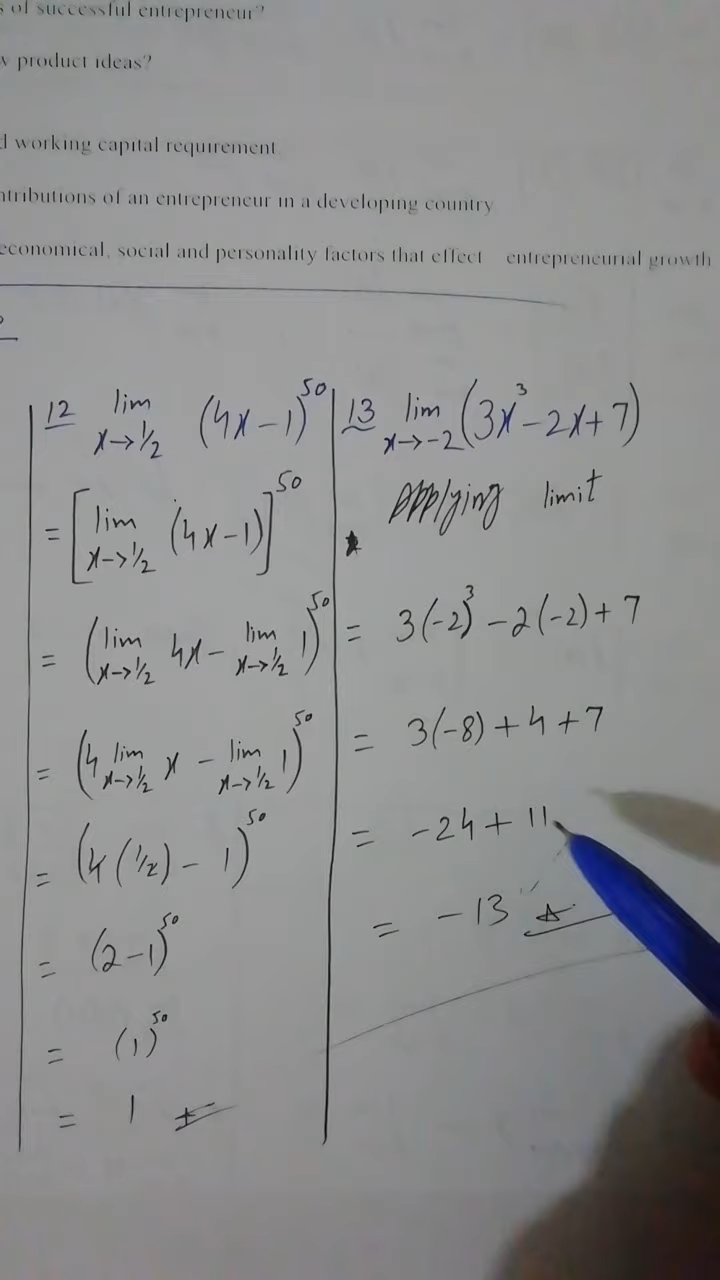 s of successful entrepreneur?
product ideas?
d working capital requirement
ntributions of an entrepreneur in a developing country
economical, social and personality factors that effect entrepreneurial growth
12 lim x→1/2 (4x-1)^50
= [lim x→1/2 (4x-1)]^50
= (lim x→1/2 4x - lim x→1/2 1)^50
= (4 lim x→1/2 x - lim x→1/2 1)^50
= (4(1/2) - 1)^50
= (2-1)^50
= (1)^50
= 1
13 lim x→-2 (3x^3 - 2x + 7)
Applying limit
= 3(-2)^3 - 2(-2) + 7
= 3(-8) + 4 + 7
= -24 + 11
= -13